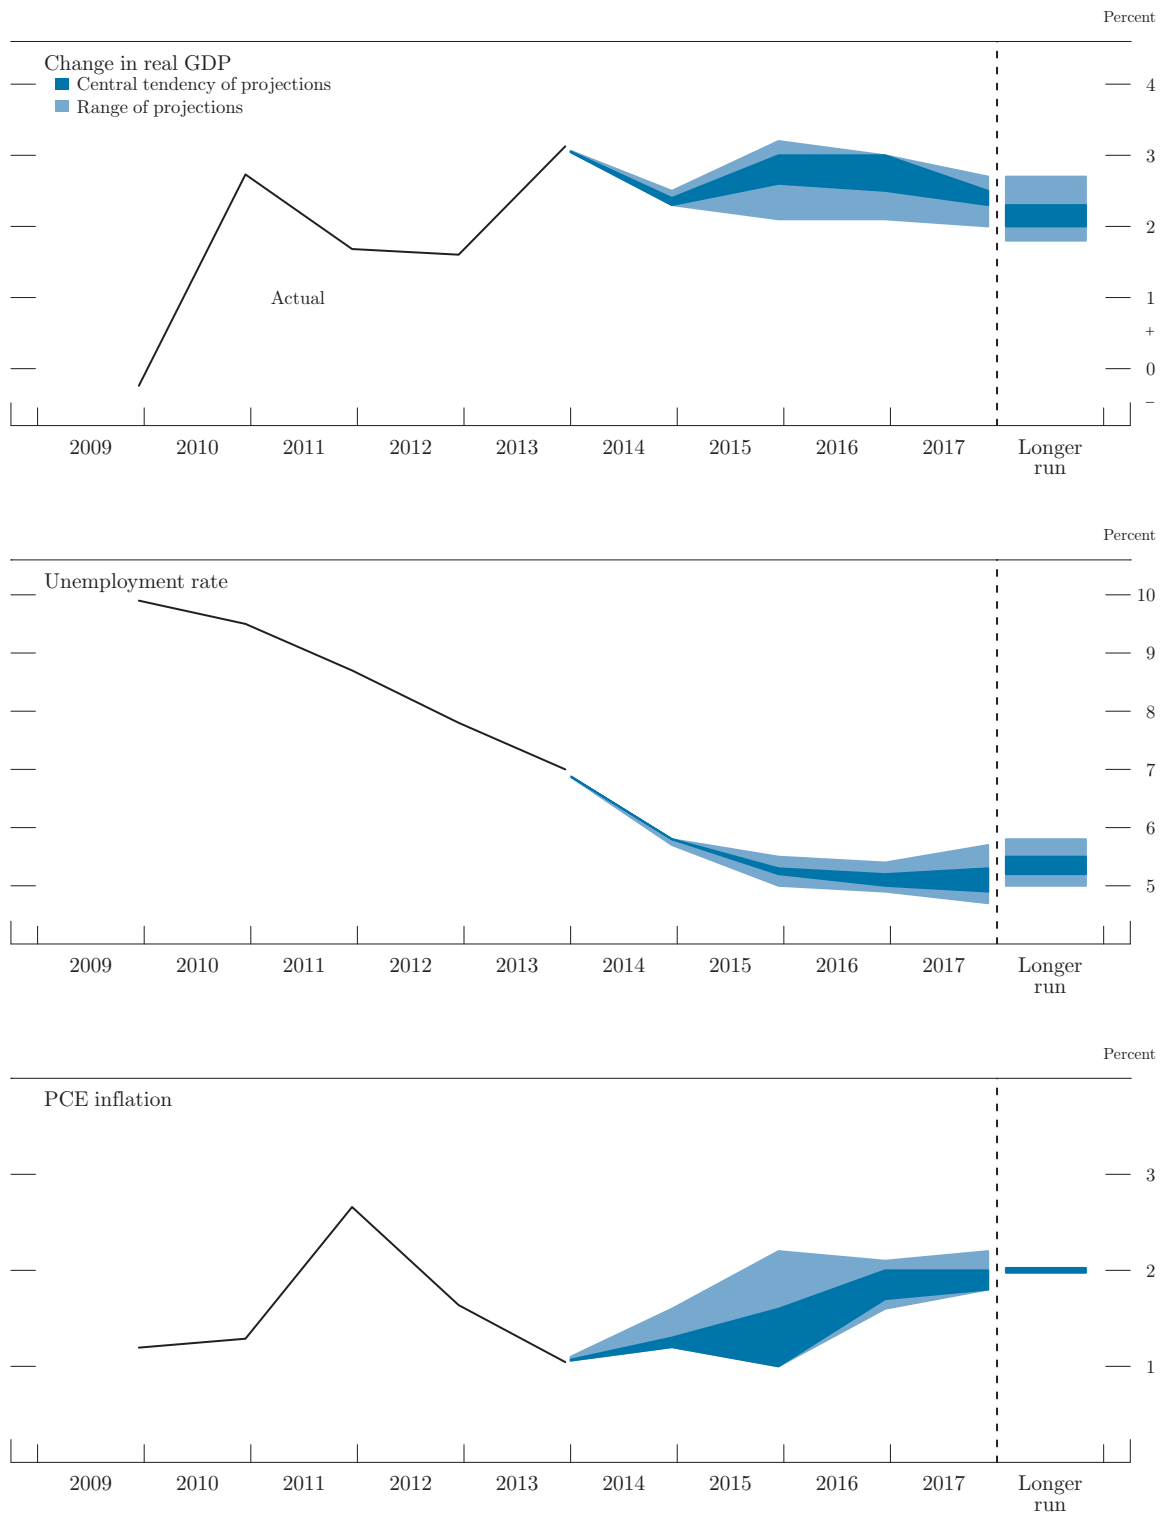 Percent
Change in real GDP
Central tendency of projections
Range of projections
4
3
2
Actual
1
+
0
−
2009 2010 2011 2012 2013 2014 2015 2016 2017 Longer
run
Percent
Unemployment rate
10
9
8
7
6
5
2009 2010 2011 2012 2013 2014 2015 2016 2017 Longer
run
Percent
PCE inflation
3
2
1
2009 2010 2011 2012 2013 2014 2015 2016 2017 Longer
run